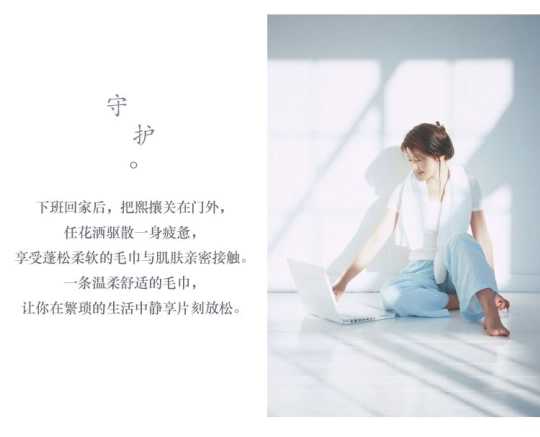 守
护
。
下班回家后，把熙攘关在门外，
任花洒驱散一身疲惫，
享受蓬松柔软的毛巾与肌肤亲密接触。
一条温柔舒适的毛巾，
让你在繁琐的生活中静享片刻放松。